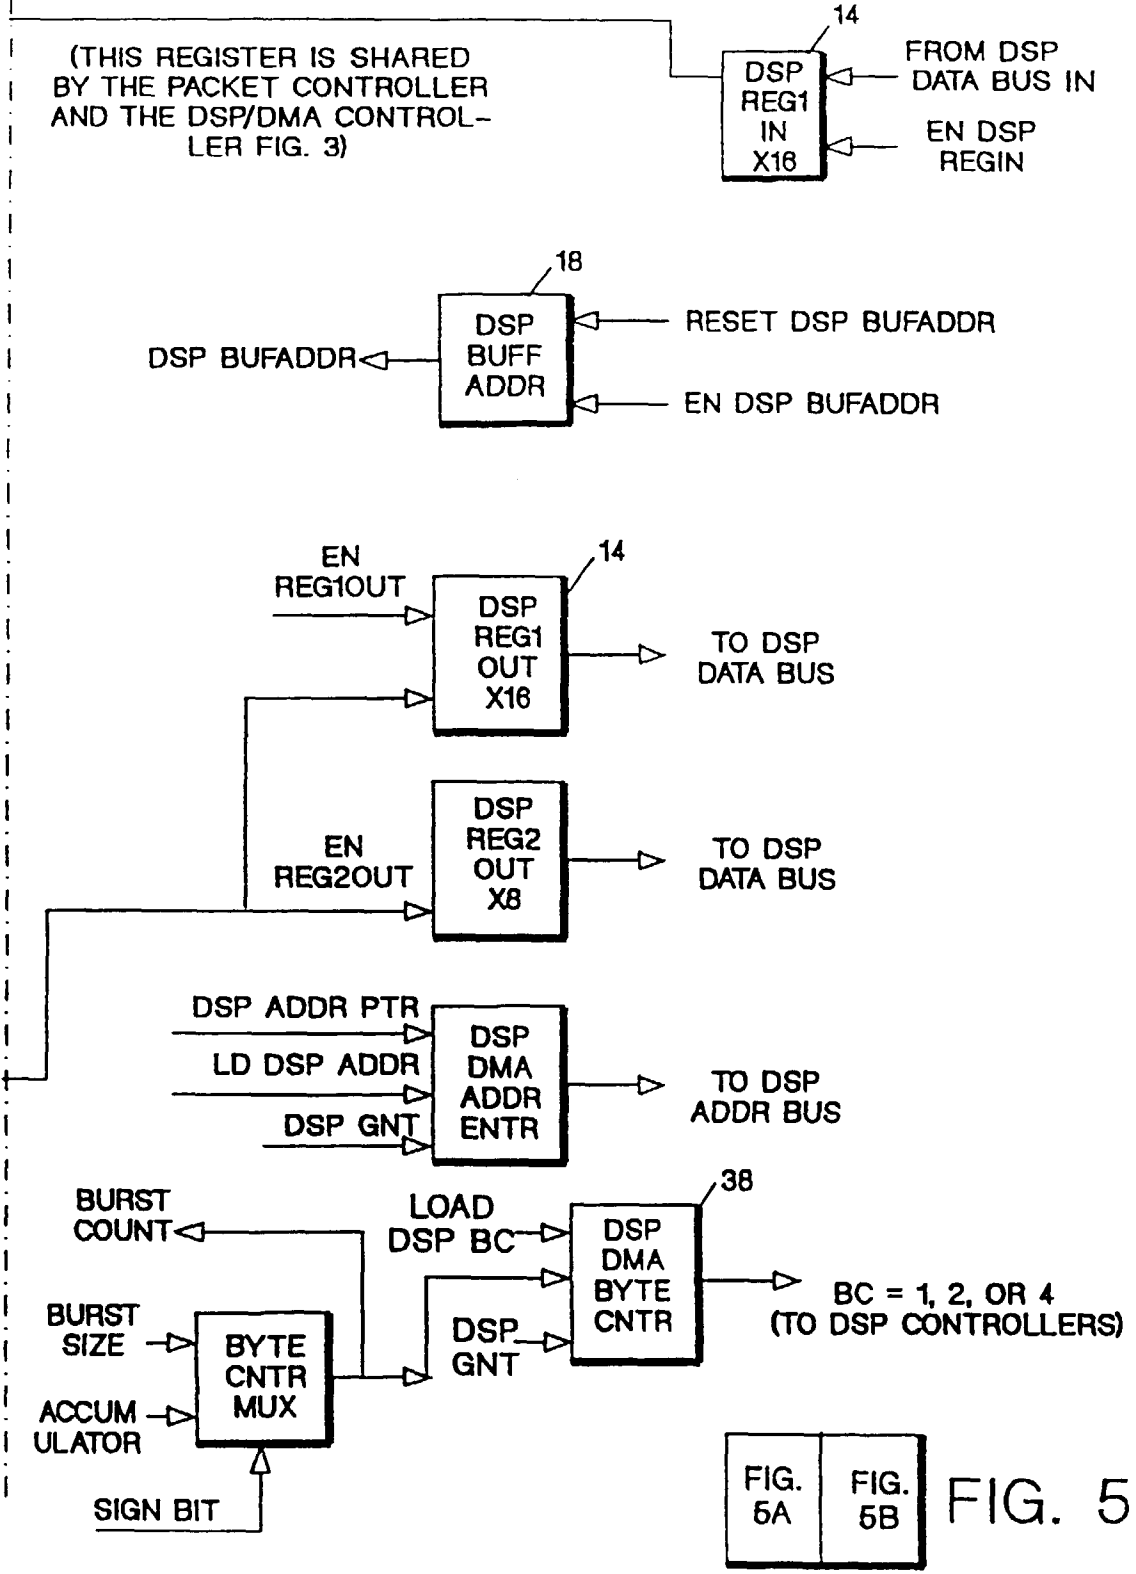 14
(THIS REGISTER IS SHARED
BY THE PACKET CONTROLLER
AND THE DSP/DMA CONTROL-
LER FIG. 3)
DSP
REG1
IN
X16
FROM DSP
DATA BUS IN
EN DSP
REGIN
18
DSP
BUFF
ADDR
DSP BUFADDR
RESET DSP BUFADDR
EN DSP BUFADDR
14
EN
REG1OUT
DSP
REG1
OUT
X16
TO DSP
DATA BUS
EN
REG2OUT
DSP
REG2
OUT
X8
TO DSP
DATA BUS
DSP ADDR PTR
LD DSP ADDR
DSP GNT
DSP
DMA
ADDR
ENTR
TO DSP
ADDR BUS
38
BURST
COUNT
LOAD
DSP BC
DSP
GNT
DSP
DMA
BYTE
CNTR
BC = 1, 2, OR 4
(TO DSP CONTROLLERS)
BURST
SIZE
ACCUM
ULATOR
BYTE
CNTR
MUX
SIGN BIT
FIG.
5A
FIG.
5B
FIG. 5